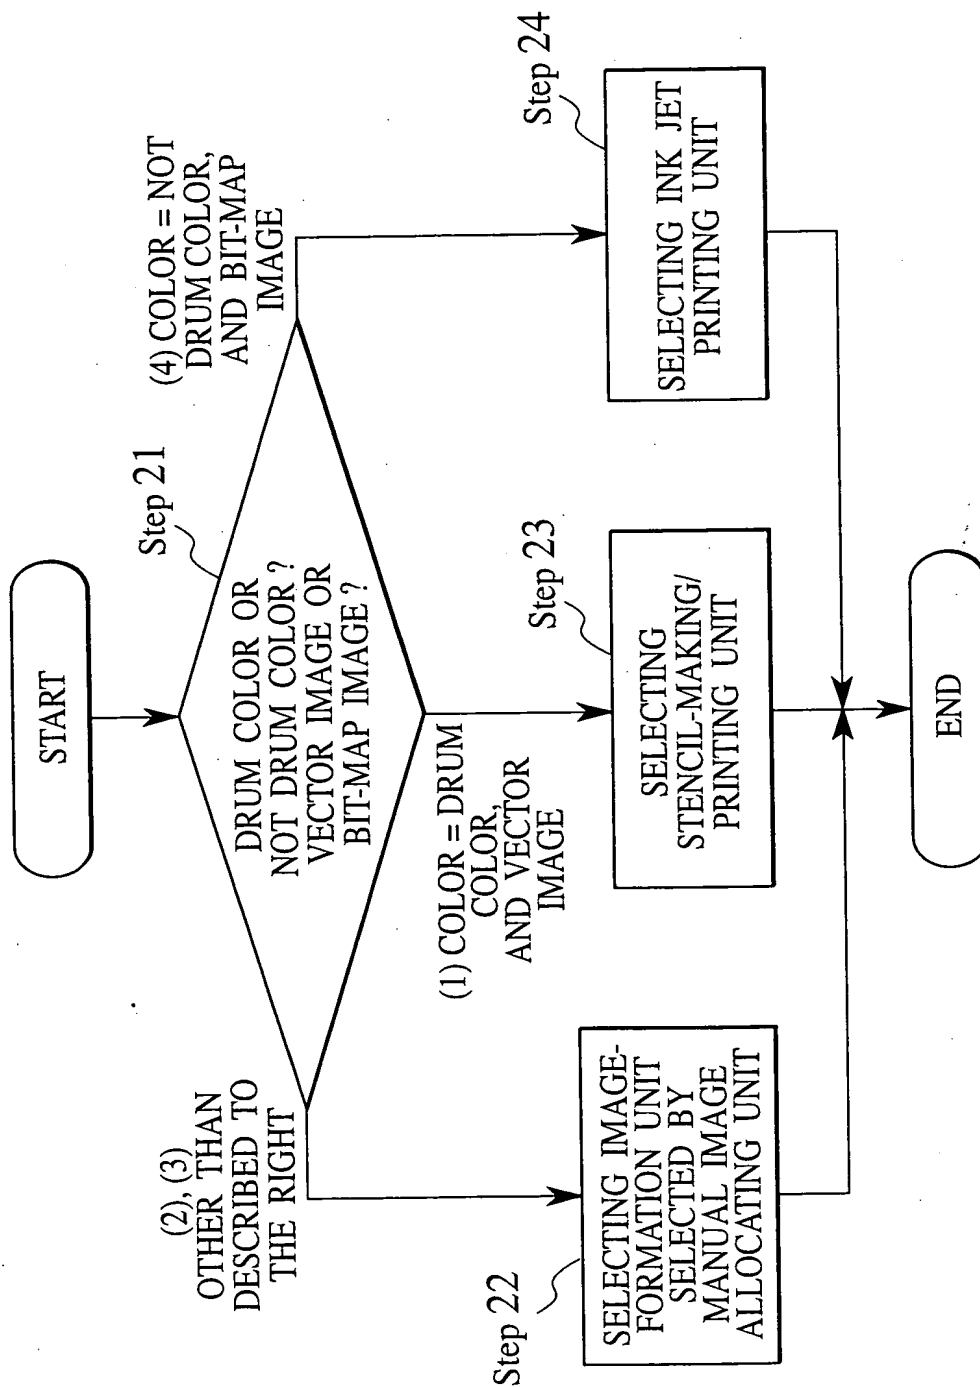 START
Step 21
DRUM COLOR OR
NOT DRUM COLOR ?
VECTOR IMAGE OR
BIT-MAP IMAGE ?
(2), (3)
OTHER THAN
DESCRIBED TO
THE RIGHT
(1) COLOR = DRUM
COLOR,
AND VECTOR
IMAGE
(4) COLOR = NOT
DRUM COLOR,
AND BIT-MAP
IMAGE
Step 22
SELECTING IMAGE-
FORMATION UNIT
SELECTED BY
MANUAL IMAGE
ALLOCATING UNIT
Step 23
SELECTING
STENCIL-MAKING/
PRINTING UNIT
Step 24
SELECTING INK JET
PRINTING UNIT
END